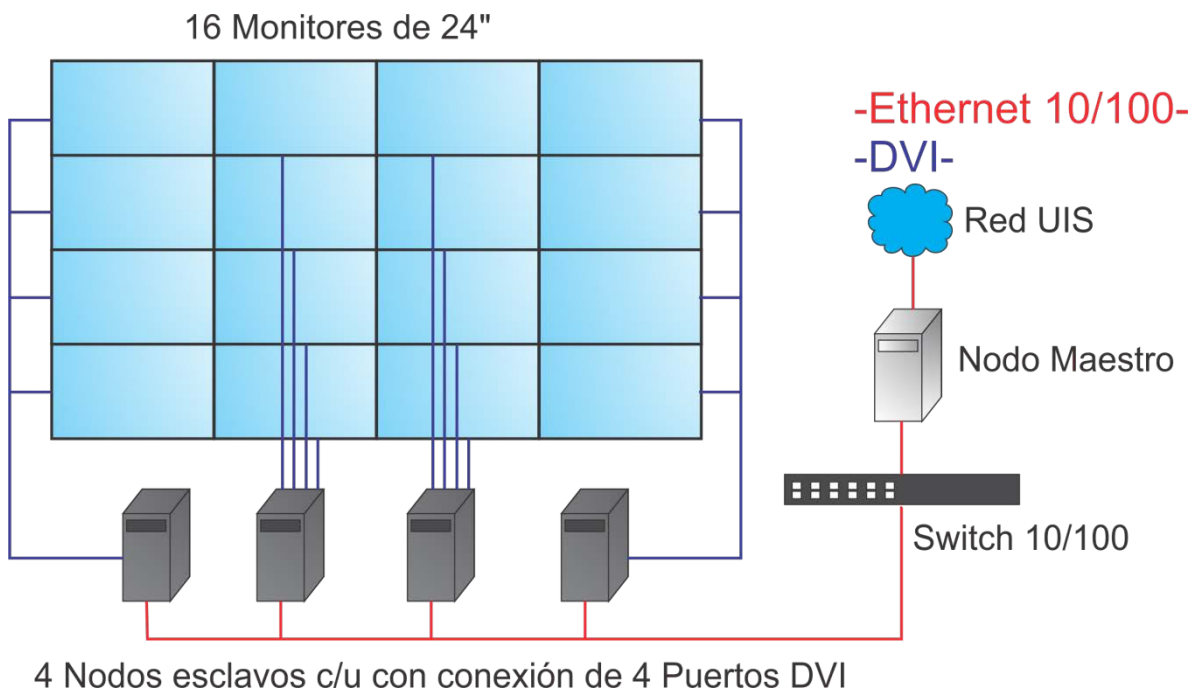 16 Monitores de 24"
-Ethernet 10/100-
-DVI-
Red UIS
Nodo Maestro
Switch 10/100
4 Nodos esclavos c/u con conexión de 4 Puertos DVI